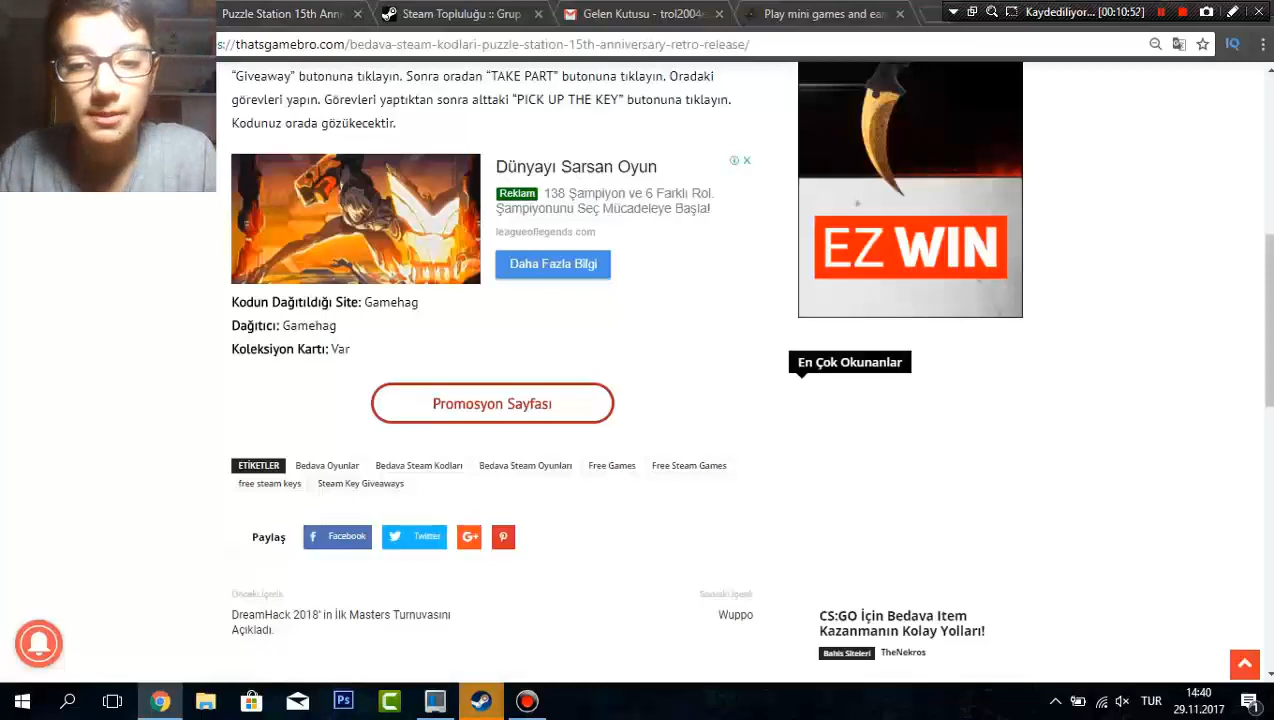 Puzzle Station 15th Ann
Steam Topluluğu :: Grup
Gelen Kutusu - trol2004
Play mini games and ear
Kaydediliyor... 00:10:52
s://thatsgamebro.com/bedava-steam-kodlari-puzzle-station-15th-anniversary-retro-release/
"Giveaway" butonuna tıklayın. Sonra oradan "TAKE PART" butonuna tıklayın. Oradaki
görevleri yapın. Görevleri yaptıktan sonra alttaki "PICK UP THE KEY" butonuna tıklayın.
Kodunuz orada gözükecektir.
Dünyayı Sarsan Oyun
Reklam 138 Şampiyon ve 6 Farklı Rol.
Şampiyonunu Seç Mücadeleye Başla!
leagueoflegends.com
Daha Fazla Bilgi
EZ WIN
Kodun Dağıtıldığı Site: Gamehag
Dağıtıcı: Gamehag
Koleksiyon Kartı: Var
En Çok Okunanlar
Promosyon Sayfası
ETİKETLER Bedava Oyunlar Bedava Steam Kodları Bedava Steam Oyunları Free Games Free Steam Games
free steam keys Steam Key Giveaways
Paylaş Facebook Twitter G+
Önceki İçerik
Sonraki İçerik
DreamHack 2018' in İlk Masters Turnuvasını
Açıkladı.
Wuppo
CS:GO İçin Bedava Item
Kazanmanın Kolay Yolları!
Bahis Siteleri TheNekros
Ps
IQ
TUR
14:40
29.11.2017
1